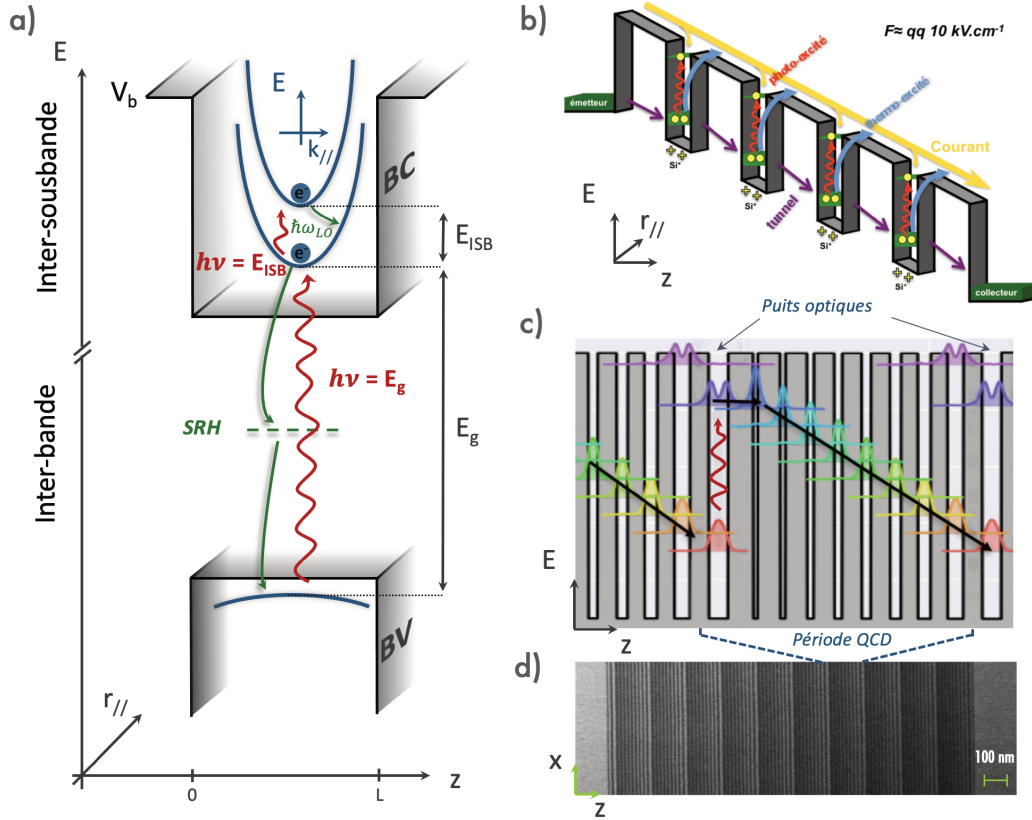 a)
E
Inter-sousbande
Inter-bande
V_b
E
k_//
BC
e⁻
ħω_LO
e⁻
hν = E_ISB
E_ISB
hν = E_g
SRH
E_g
BV
r_//
0
L
z
b)
F≈ qq 10 kV.cm⁻¹
émetteur
photo-excité
thermo-excité
Courant
tunnel
Si⁺
Si⁺
Si⁺
Si⁺
collecteur
E
r_//
z
c)
Puits optiques
E
z
Période QCD
d)
x
z
100 nm